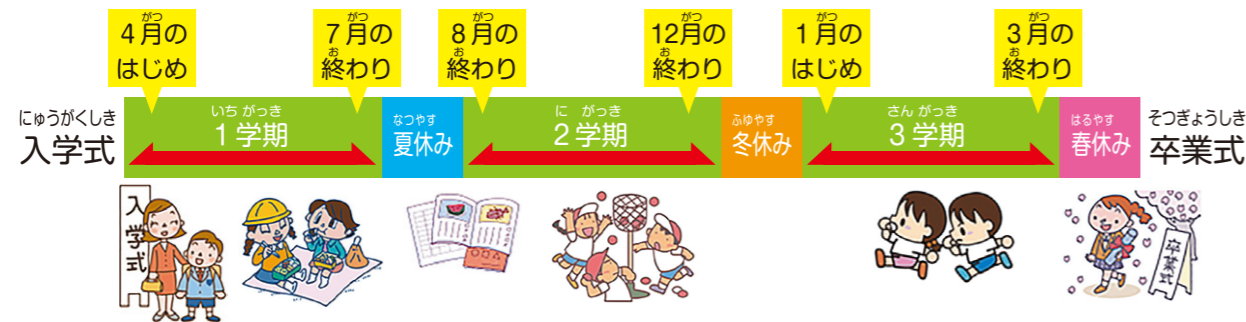 がつ
4月の
はじめ
がつ
7月の
お
終わり
がつ
8月の
お
終わり
がつ
12月の
お
終わり
がつ
1月の
はじめ
がつ
3月の
お
終わり
にゅうがくしき
入学式
いち がっき
1学期
なつやす
夏休み
に がっき
2学期
ふゆやす
冬休み
さん がっき
3学期
はるやす
春休み
そつぎょうしき
卒業式
入学式
卒業式